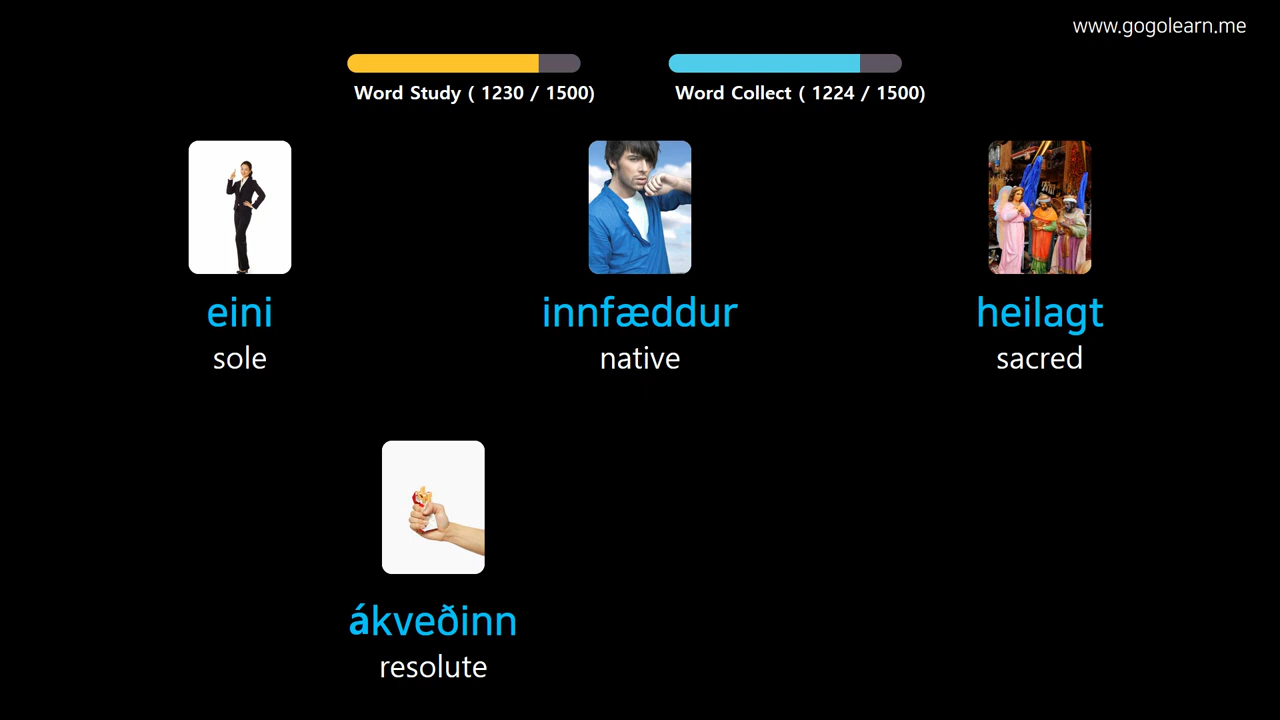 www.gogolearn.me
Word Study ( 1230 / 1500)
Word Collect ( 1224 / 1500)
eini
innfæddur
heilagt
sole
native
sacred
ákveðinn
resolute